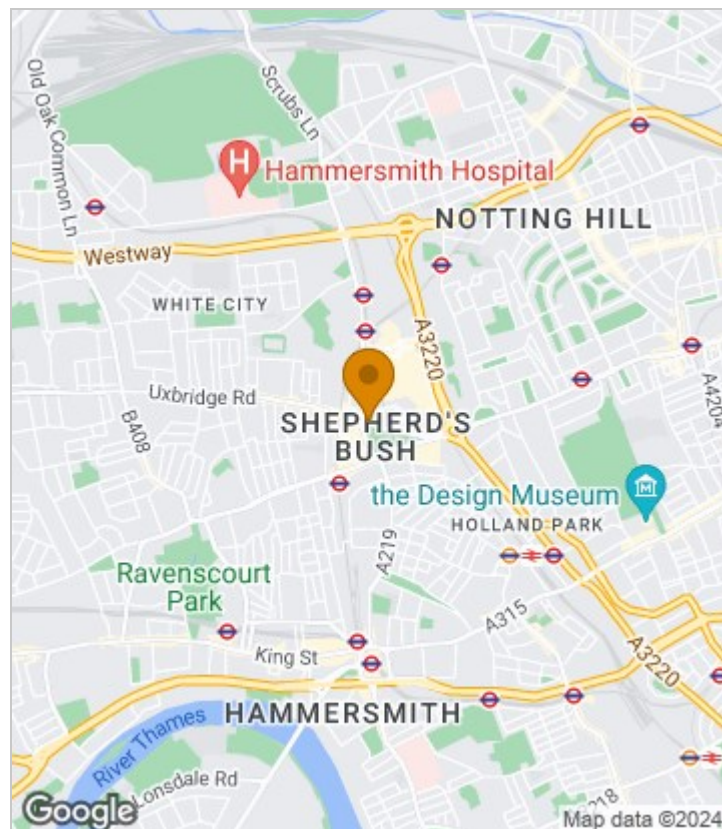 Old Oak Common Ln
Scrubs Ln
H
Hammersmith Hospital
NOTTING HILL
Westway
WHITE CITY
A3220
A4204
Uxbridge Rd
B408
SHEPHERD'S
BUSH
M
the Design Museum
HOLLAND PARK
A219
Ravenscourt
Park
A315
King St
A3220
HAMMERSMITH
River Thames
Lonsdale Rd
Google
Map data ©2024